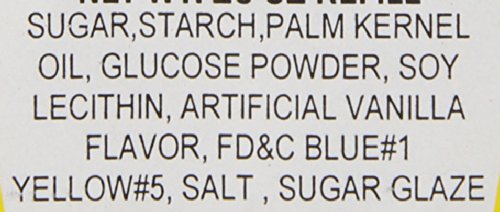 SUGAR,STARCH,PALM KERNEL
OIL, GLUCOSE POWDER, SOY
LECITHIN, ARTIFICIAL VANILLA
FLAVOR, FD&C BLUE#1
YELLOW#5, SALT , SUGAR GLAZE